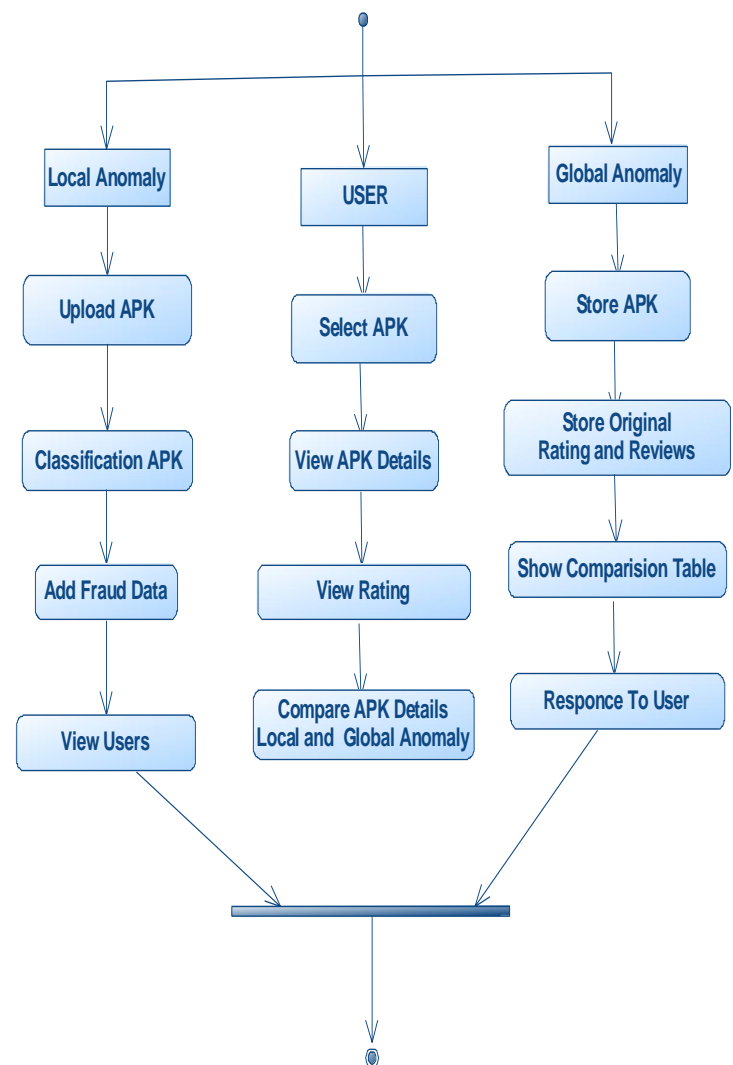 Local Anomaly
Upload APK
Classification APK
Add Fraud Data
View Users
USER
Select APK
View APK Details
View Rating
Compare APK Details
Local and Global Anomaly
Global Anomaly
Store APK
Store Original
Rating and Reviews
Show Comparision Table
Responce To User